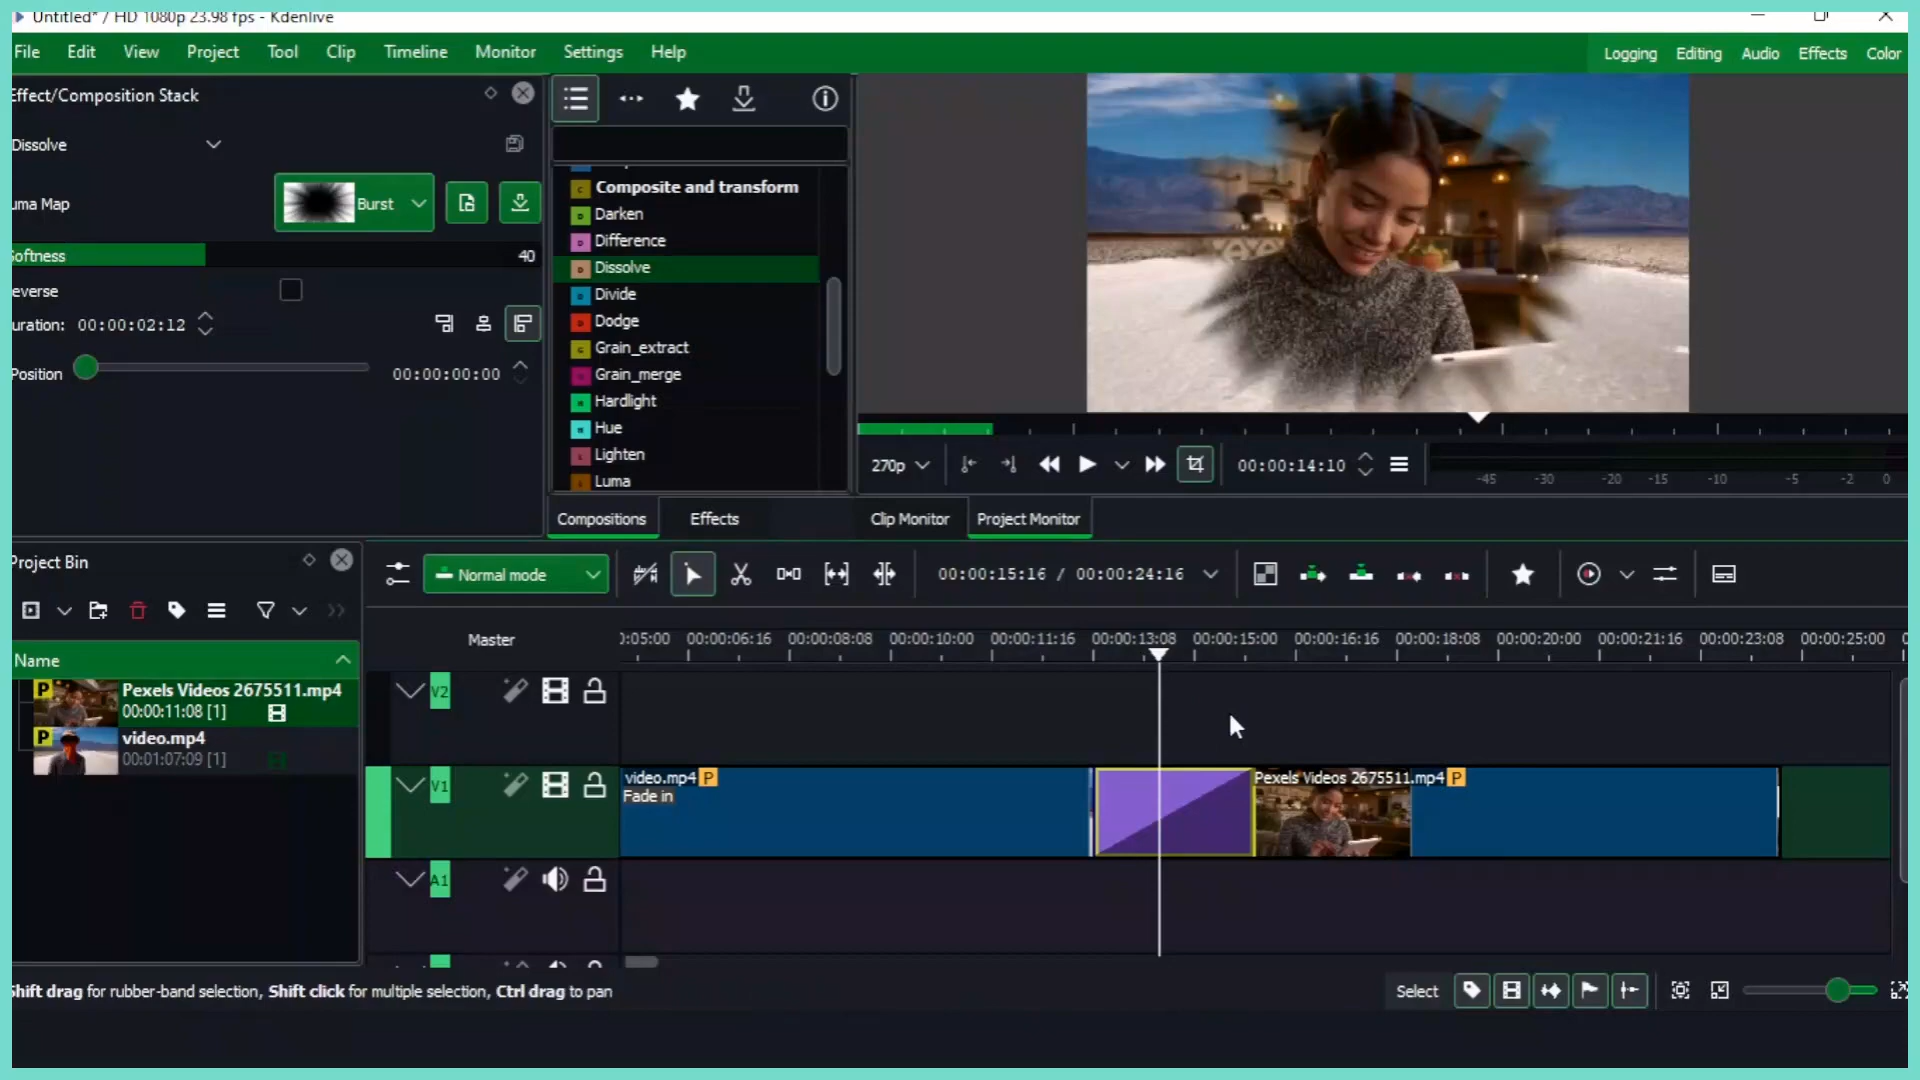 Untitled* / HD 1080p 23.98 fps - Kdenlive
File Edit View Project Tool Clip Timeline Monitor Settings Help
Logging Editing Audio Effects Color
Effect/Composition Stack
Dissolve
uma Map
Burst
oftness
40
everse
uration: 00:00:02:12
Position
00:00:00:00
Composite and transform
Darken
Difference
Dissolve
Divide
Dodge
Grain_extract
Grain_merge
Hardlight
Hue
Lighten
Luma
Compositions
Effects
270p
00:00:14:10
-45 -30 -20 -15 -10 -5 -2 0
Clip Monitor
Project Monitor
Project Bin
Name
Pexels Videos 2675511.mp4
00:00:11:08 [1]
video.mp4
00:01:07:09 [1]
P
P
Normal mode
00:00:15:16 / 00:00:24:16
Master
0:05:00 00:00:06:16 00:00:08:08 00:00:10:00 00:00:11:16 00:00:13:08 00:00:15:00 00:00:16:16 00:00:18:08 00:00:20:00 00:00:21:16 00:00:23:08 00:00:25:00
V2
V1
video.mp4 P
Fade in
Pexels Videos 2675511.mp4 P
A1
Shift drag for rubber-band selection, Shift click for multiple selection, Ctrl drag to pan
Select